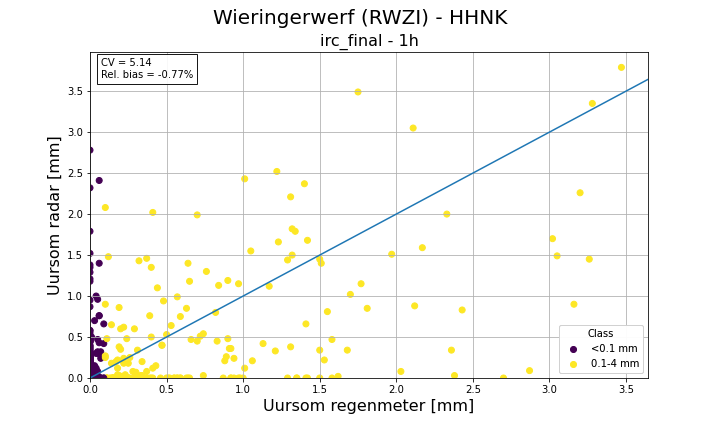 Wieringerwerf (RWZI) - HHNK
irc_final - 1h
CV = 5.14
Rel. bias = -0.77%
Uursom radar [mm]
3.5
3.0
2.5
2.0
1.5
1.0
0.5
0.0
0.0 0.5 1.0 1.5 2.0 2.5 3.0 3.5
Uursom regenmeter [mm]
Class
<0.1 mm
0.1-4 mm